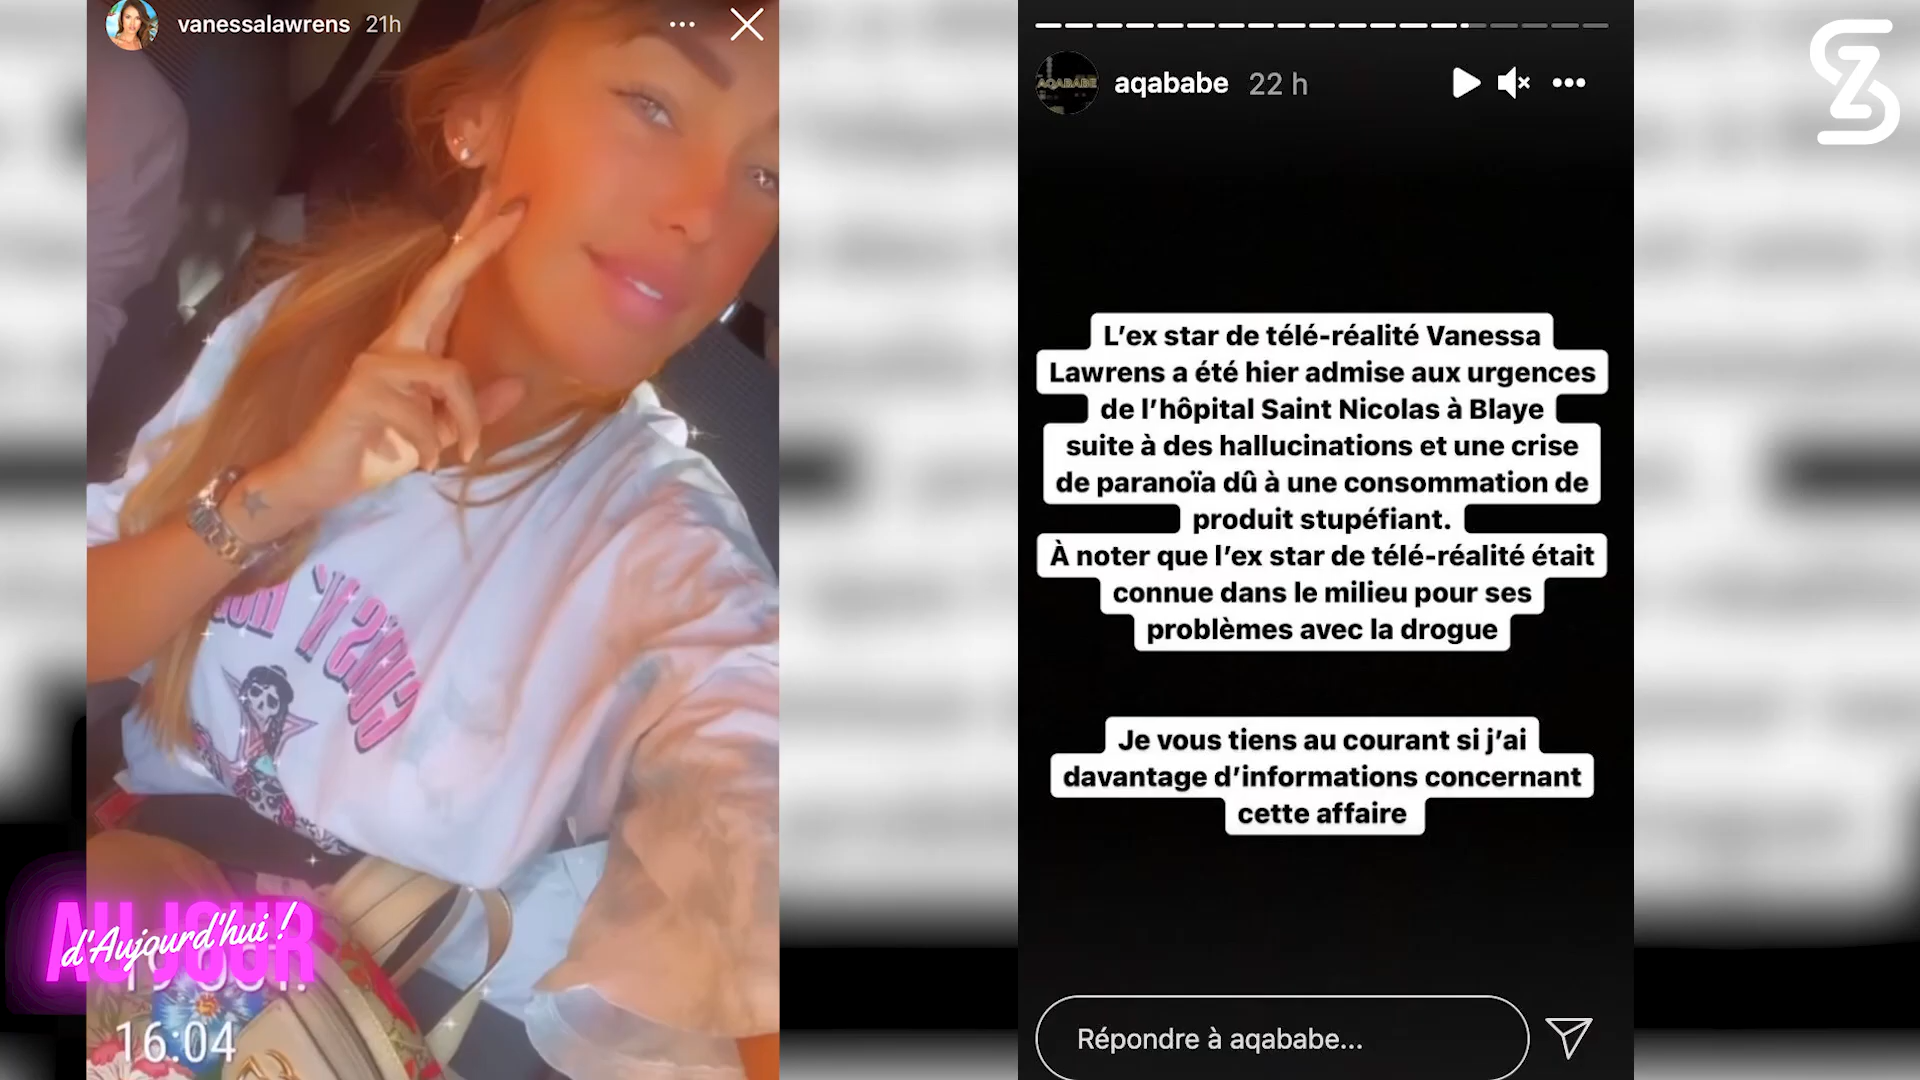 vanessalawrens 21h
aqababe 22 h
AQABABE
L'ex star de télé-réalité Vanessa
Lawrens a été hier admise aux urgences
de l'hôpital Saint Nicolas à Blaye
suite à des hallucinations et une crise
de paranoïa dû à une consommation de
produit stupéfiant.
À noter que l'ex star de télé-réalité était
connue dans le milieu pour ses
problèmes avec la drogue
Je vous tiens au courant si j'ai
davantage d'informations concernant
cette affaire
Répondre à aqababe...
AUJOUR
d'Aujourd'hui !
16:04